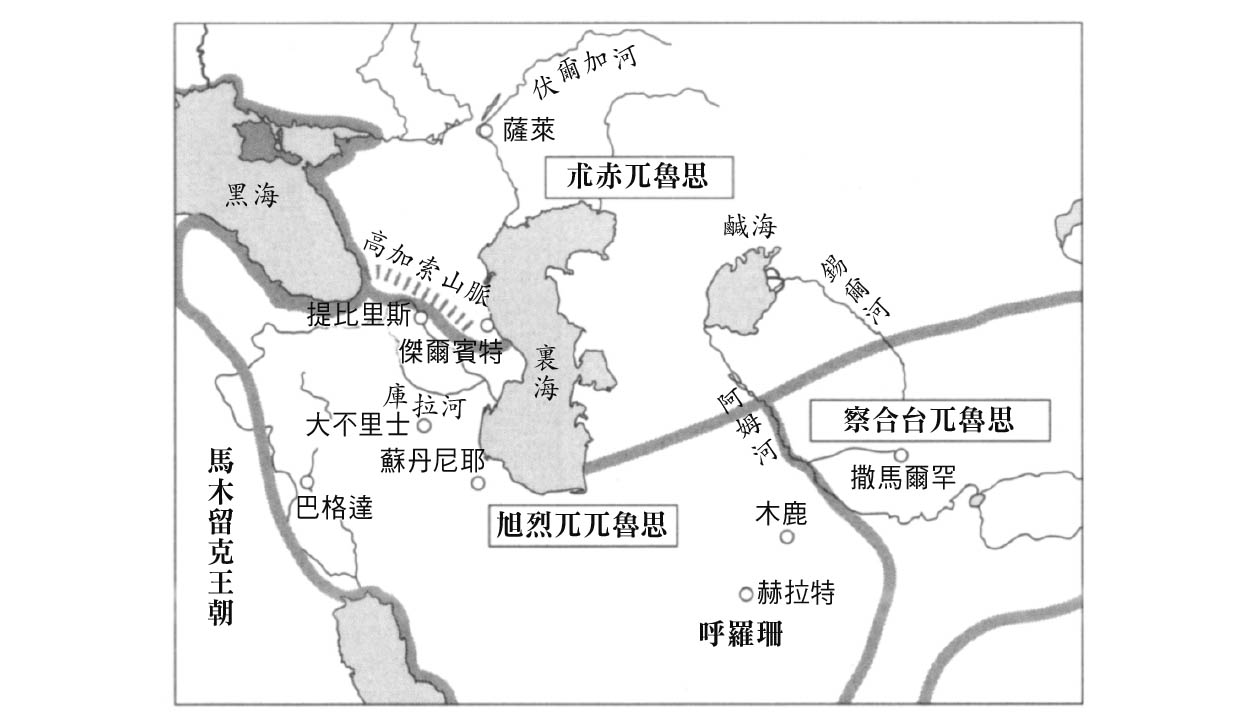 伏爾加河
薩萊
朮赤兀魯思
黑海
鹹海
高加索山脈
錫爾河
提比里斯
傑爾賓特
裏海
庫拉河
阿姆河
察合台兀魯思
大不里士
蘇丹尼耶
撒馬爾罕
馬木留克王朝
巴格達
旭烈兀兀魯思
木鹿
赫拉特
呼羅珊